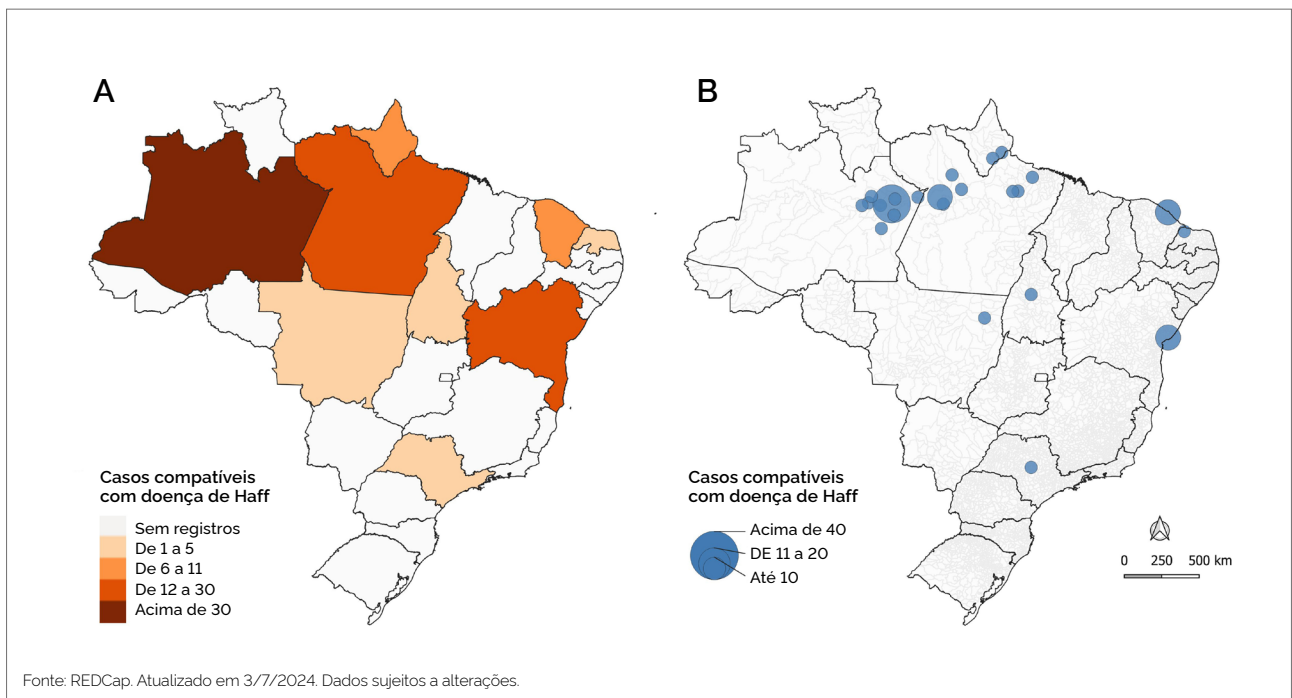 A
B
Casos compatíveis
com doença de Haff
Sem registros
De 1 a 5
De 6 a 11
De 12 a 30
Acima de 30
Casos compatíveis
com doença de Haff
Acima de 40
DE 11 a 20
Até 10
0 250 500 km
Fonte: REDCap. Atualizado em 3/7/2024. Dados sujeitos a alterações.